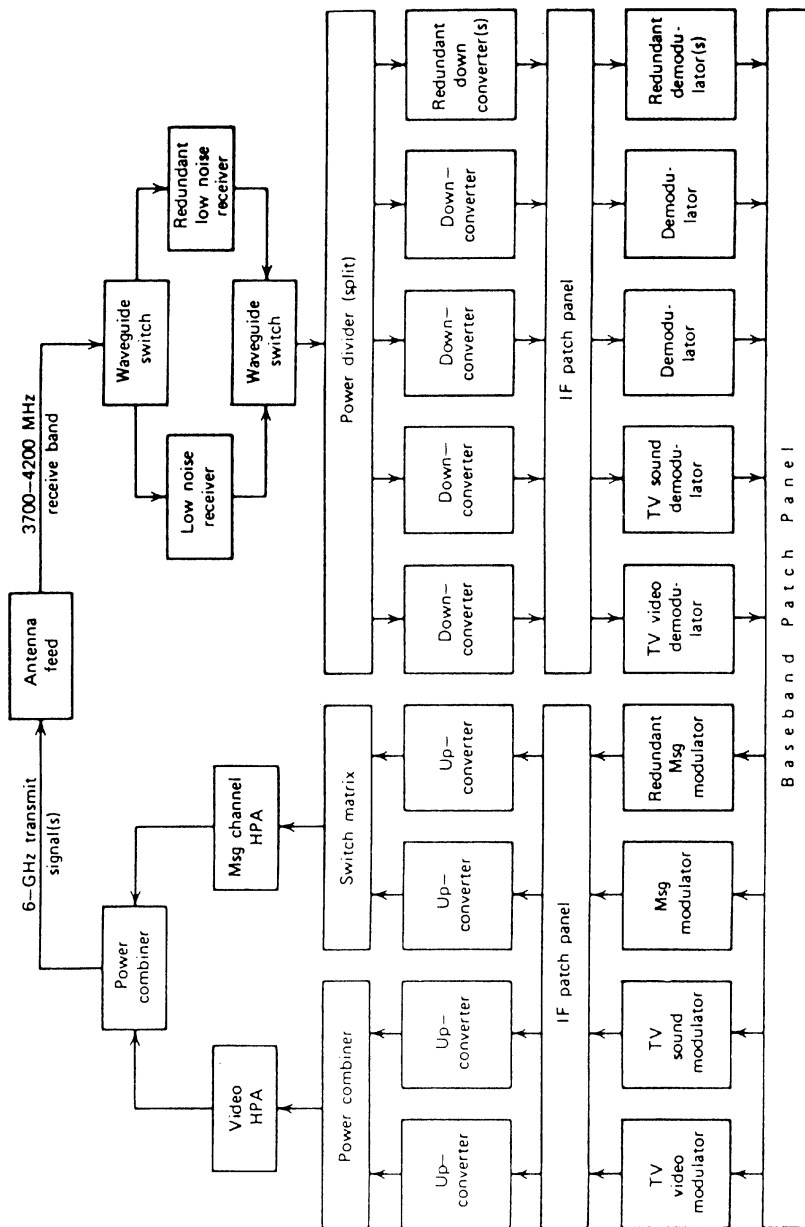 Antenna
feed
6–GHz transmit
signal(s)
3700–4200 MHz
receive band
Power
combiner
Waveguide
switch
Video
HPA
Msg channel
HPA
Low noise
receiver
Redundant
low noise
receiver
Waveguide
switch
Power combiner
Switch matrix
Power divider (split)
Up–
converter
Up–
converter
Up–
converter
Up–
converter
Down–
converter
Down–
converter
Down–
converter
Down–
converter
Redundant
down
converter(s)
IF patch panel
IF patch panel
TV
video
modulator
TV
sound
modulator
Msg
modulator
Redundant
Msg
modulator
TV video
demodu-
lator
TV sound
demodu-
lator
Demodu-
lator
Demodu-
lator
Redundant
demodu-
lator(s)
Baseband Patch Panel